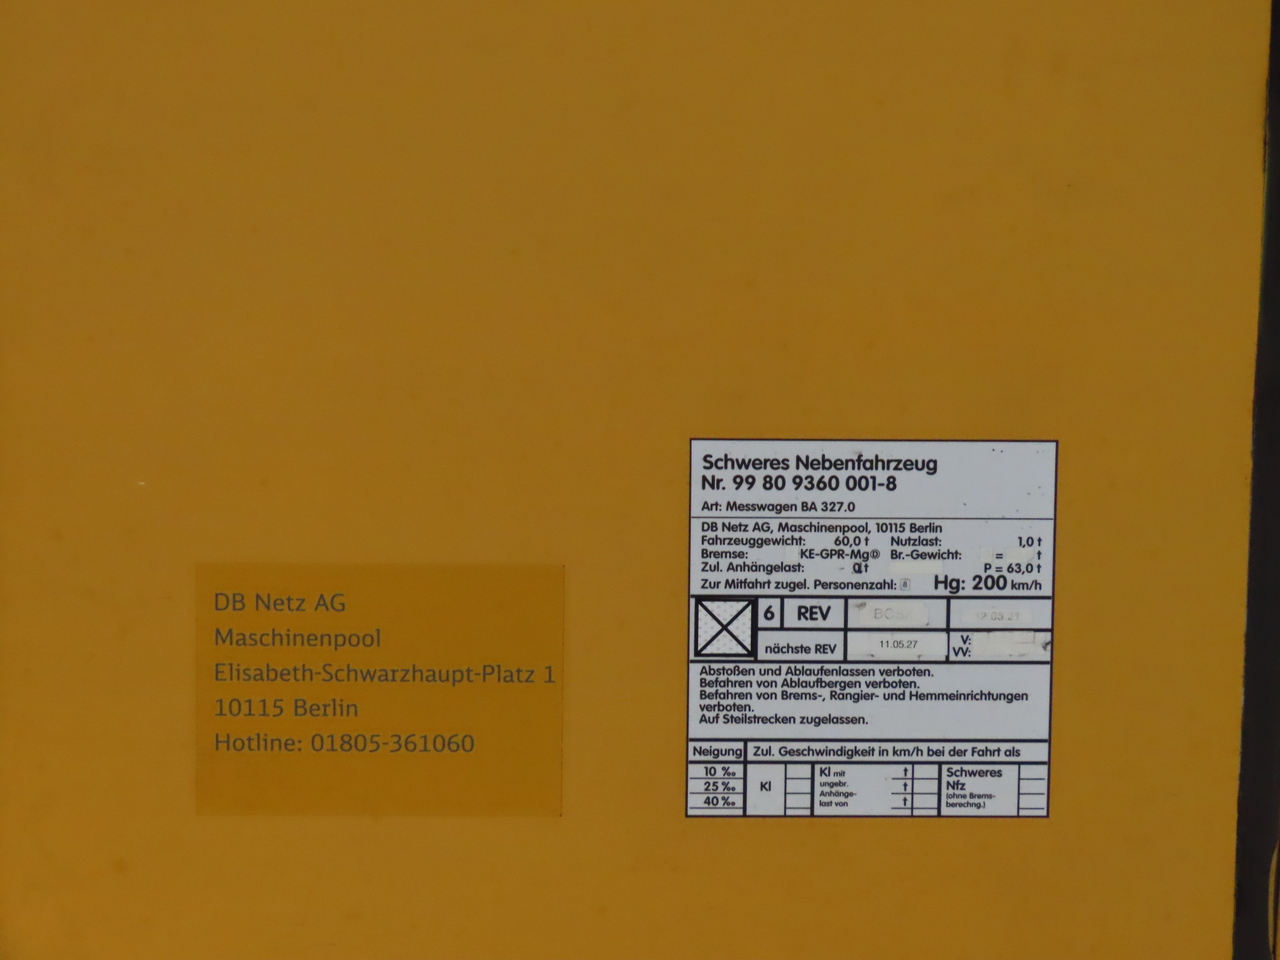 DB Netz AG
Maschinenpool
Elisabeth-Schwarzhaupt-Platz 1
10115 Berlin
Hotline: 01805-361060
Schweres Nebenfahrzeug
Nr. 99 80 9360 001-8
Art: Messwagen BA 327.0
DB Netz AG, Maschinenpool, 10115 Berlin
Fahrzeuggewicht: 60,0 t Nutzlast: 1,0 t
Bremse: KE-GPR-Mg Br.-Gewicht: = t
Zul. Anhängelast: t P = 63,0 t
Zur Mitfahrt zugel. Personenzahl: 8 Hg: 200 km/h
6 REV
nächste REV 11.05.27 V:
VV:
Abstoßen und Ablaufenlassen verboten.
Befahren von Ablaufbergen verboten.
Befahren von Brems-, Rangier- und Hemmeinrichtungen
verboten.
Auf Steilstrecken zugelassen.
Neigung Zul. Geschwindigkeit in km/h bei der Fahrt als
10 ‰ Kl mit t Schweres
25 ‰ Kl ungebr. t Nfz
Anhänge- (ohne Brems-
40 ‰ last von t berechng.)